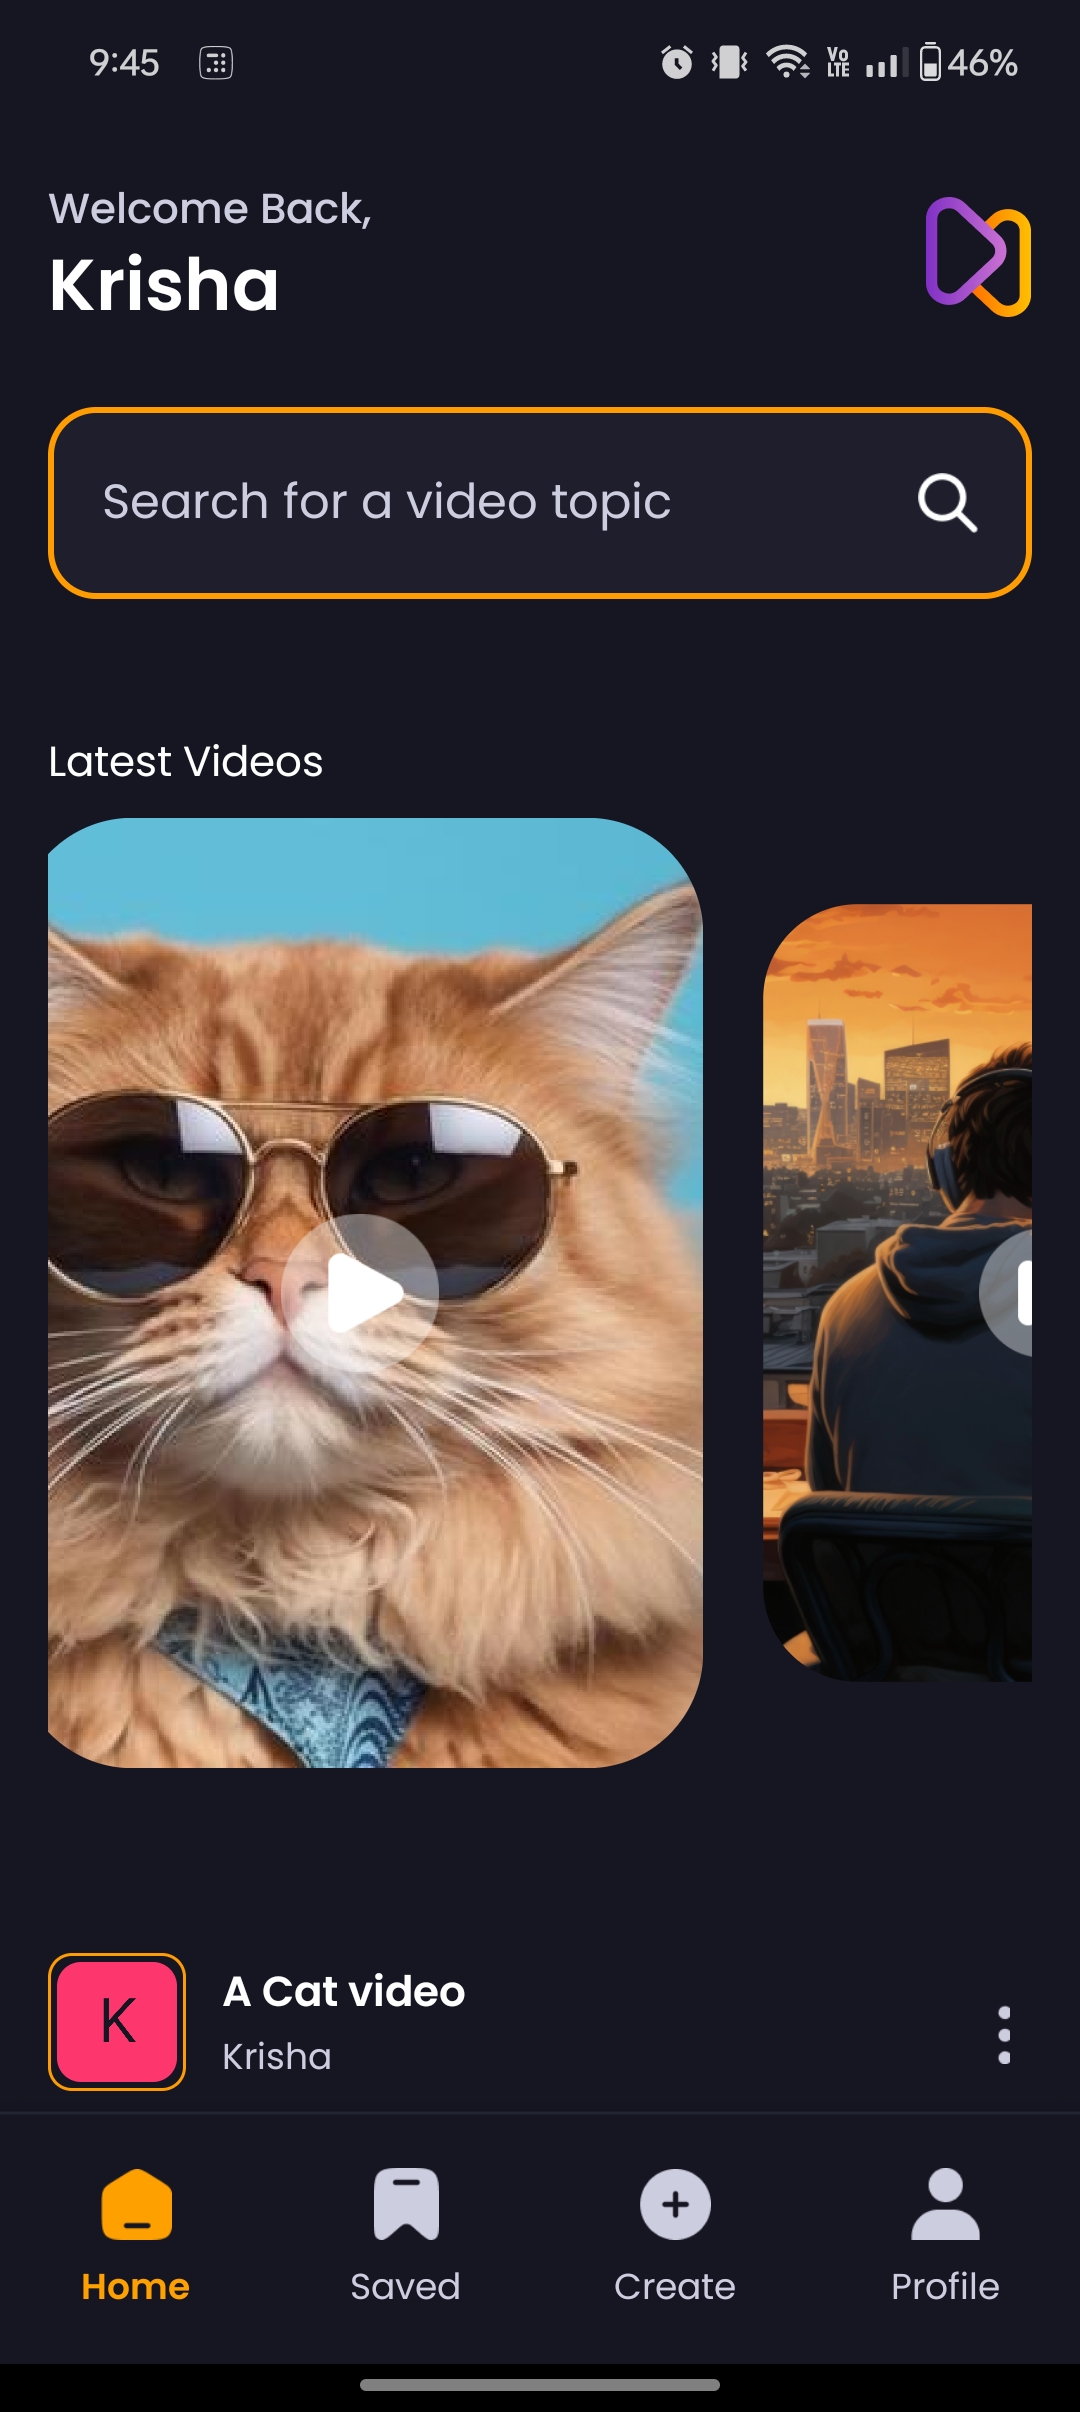 9:45
Vo LTE
46%
Welcome Back,
Krisha
Search for a video topic
Latest Videos
K
A Cat video
Krisha
Home
Saved
Create
Profile